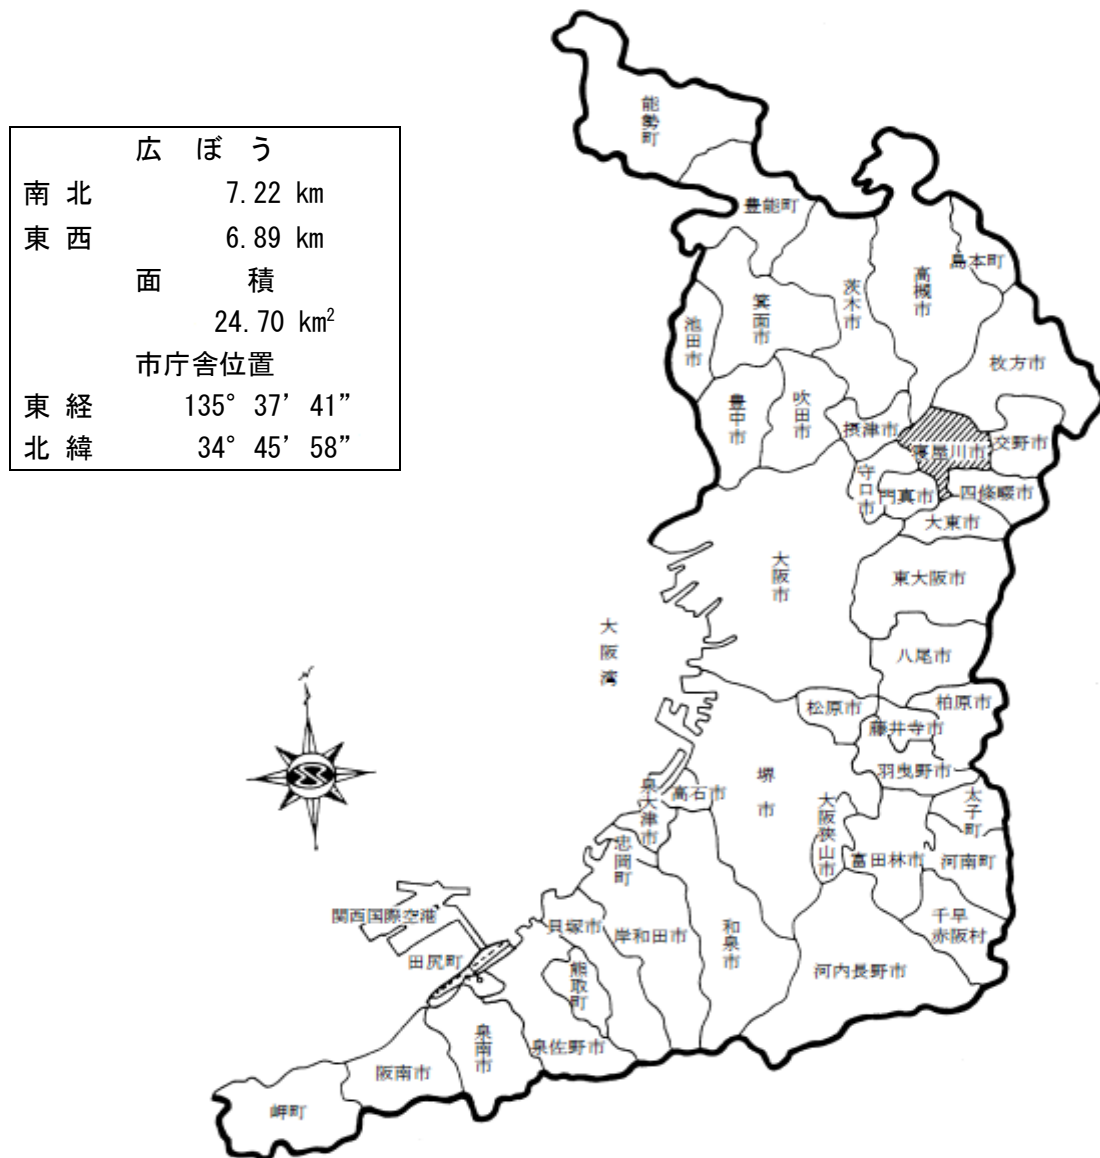 広 ぼ う
南 北 7.22 km
東 西 6.89 km
面 積
24.70 km²
市庁舎位置
東 経 135° 37’ 41”
北 緯 34° 45’ 58”
能勢町
豊能町
島本町
高槻市
茨木市
箕面市
池田市
枚方市
豊中市
吹田市
摂津市
寝屋川市
交野市
守口市
門真市
四條畷市
大東市
大阪市
東大阪市
大阪湾
八尾市
柏原市
松原市
藤井寺市
羽曳野市
堺市
高石市
泉大津市
大阪狭山市
太子町
忠岡町
富田林市
河南町
千早
赤阪村
関西国際空港
貝塚市
岸和田市
和泉市
田尻町
熊取町
河内長野市
泉南市
泉佐野市
阪南市
岬町